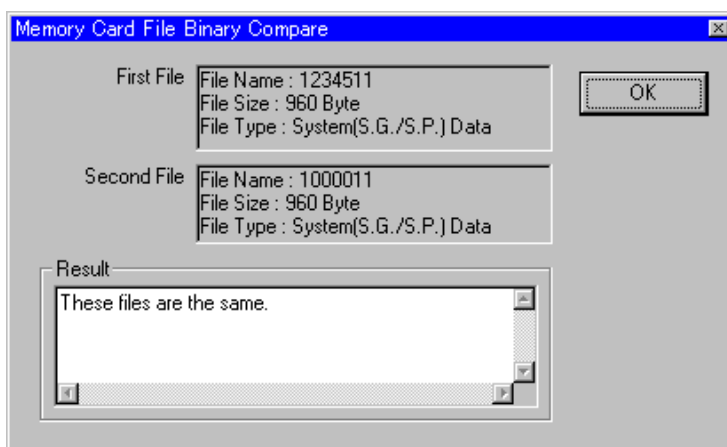 Memory Card File Binary Compare
First File
File Name : 1234511
File Size : 960 Byte
File Type : System(S.G./S.P.) Data
OK
Second File
File Name : 1000011
File Size : 960 Byte
File Type : System(S.G./S.P.) Data
Result
These files are the same.